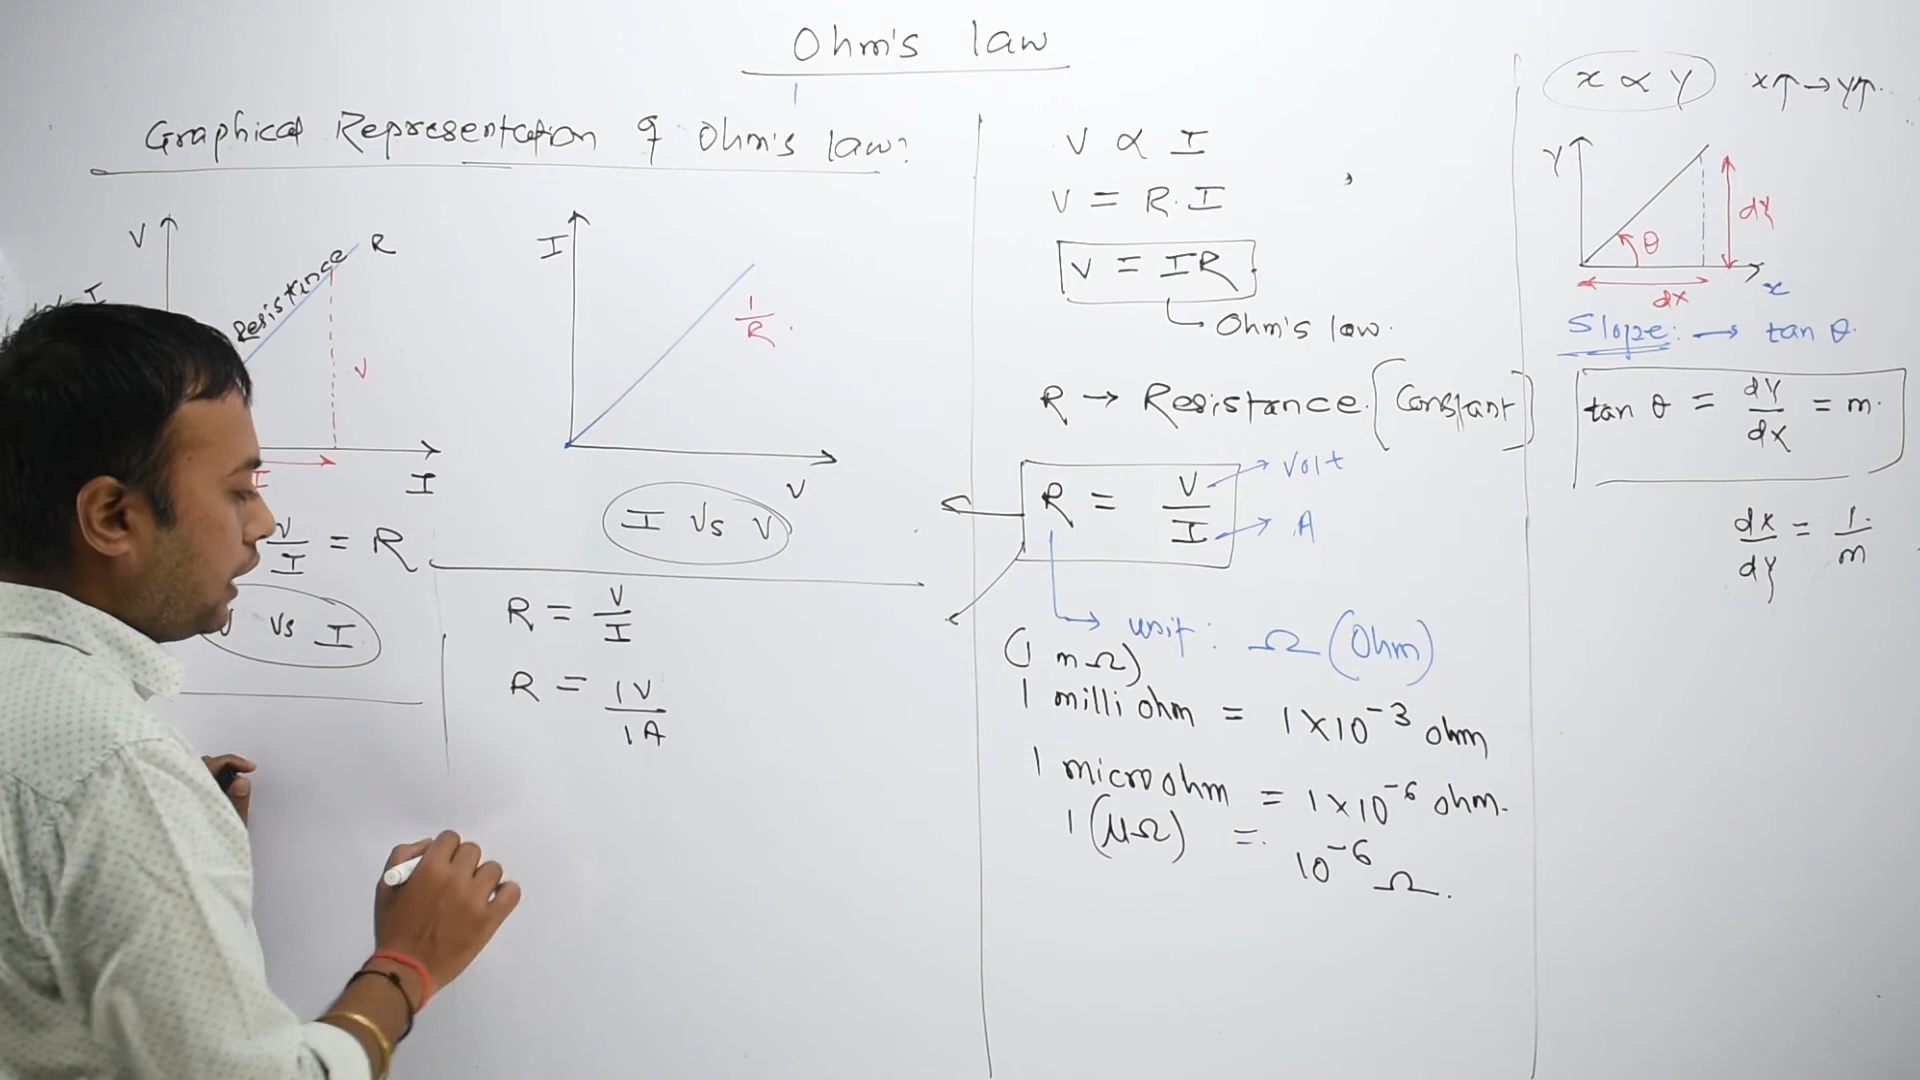 Ohm's law
Graphical Representation of Ohm's law?
V
Resistance
R
V
I
I
V/I = R
Vs I
I
1/R.
V
I Vs V
R = V/I
R = 1V/1A
V ∝ I
V = R.I
V = IR
Ohm's law.
R → Resistance. [Constant]
R = V/I
Volt
A
unit: Ω (Ohm)
(1 mΩ)
1 milli ohm = 1×10⁻³ ohm
1 micro ohm = 1×10⁻⁶ ohm.
1 (μΩ) = 10⁻⁶ Ω.
x ∝ y x↑→y↑.
Y
θ
dy
dx
x
Slope: → tan θ.
tan θ = dy/dx = m.
dx/dy = 1/m